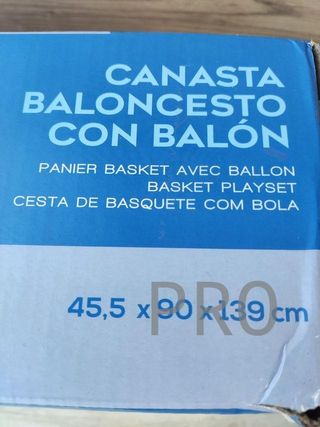 CANASTA
BALONCESTO
CON BALÓN
PANIER BASKET AVEC BALLON
BASKET PLAYSET
CESTA DE BASQUETE COM BOLA
45,5 x 90 x 139 cm
PRO